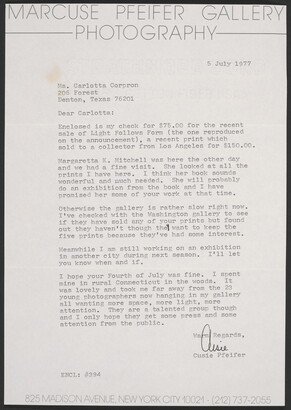 MARCUSE PFEIFER GALLERY
PHOTOGRAPHY
5 July 1977
Ms. Carlotta Corpron
206 Forest
Denton, Texas 76201
Dear Carlotta:
Enclosed is my check for $75.00 for the recent
sale of Light Follows Form (the one reproduced
on the announcement), a recent print which
sold to a collector from Los Angeles for $150.00.
Margaretta K. Mitchell was here the other day
and we had a fine visit. She looked at all the
prints I have here. I think her book sounds
wonderful and much needed. She will probably
do an exhibition from the book and I have
promised her some of your work at that time.
Otherwise the gallery is rather slow right now.
I've checked with the Washington gallery to see
if they have sold any of your prints but found
out they haven't though they want to keep the
five prints because they've had some interest.
Meanwhile I am still working on an exhibition
in another city during next season. I'll let
you know when and if.
I hope your Fourth of July was fine. I spent
mine in rural Connecticut in the woods. It
was lovely and took me far away from the 23
young photographers now hanging in my gallery
all wanting more space, more light, more
attention. They are a talented group though
and I only hope they get some press and some
attention from the public.
Warm Regards,
Cusie
Cusie Pfeifer
ENCL: #994
825 MADISON AVENUE, NEW YORK CITY 10021 - (212) 737-2055